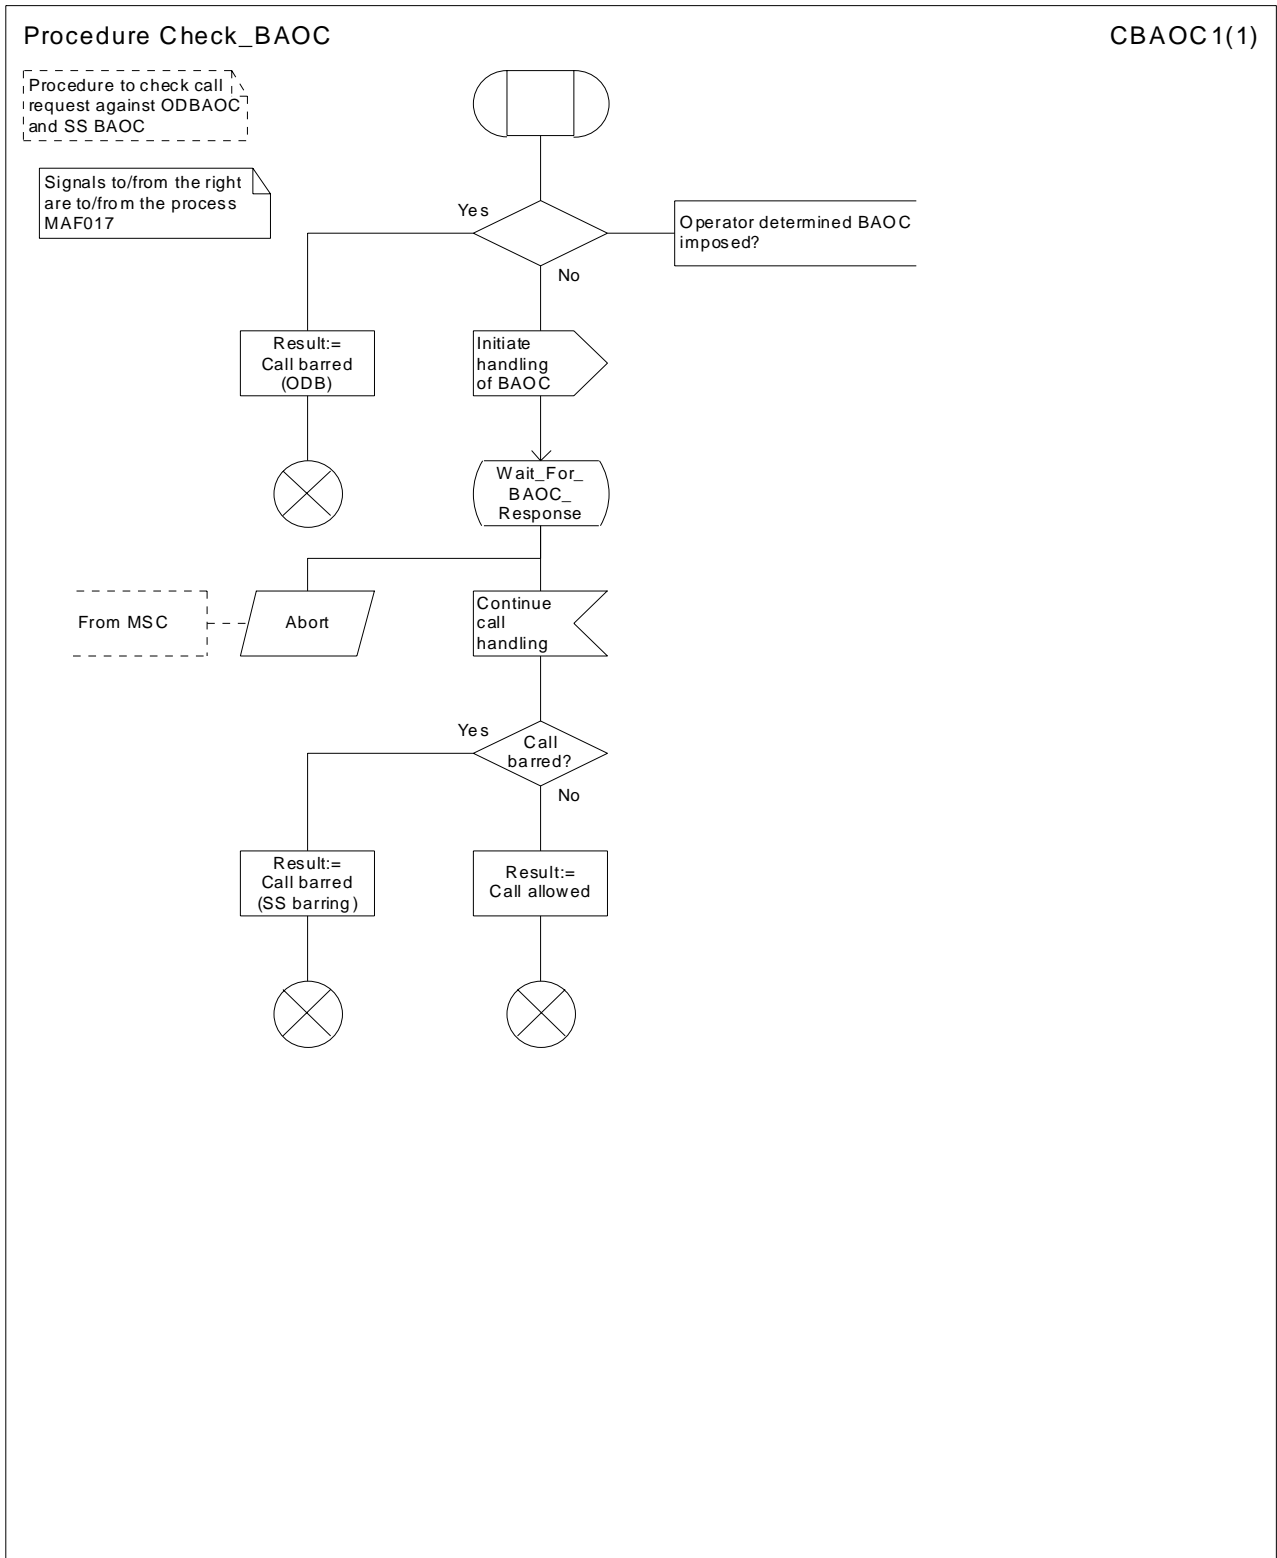 Procedure Check_BAOC
CBAOC1(1)
Procedure to check call
request against ODBAOC
and SS BAOC
Signals to/from the right
are to/from the process
MAF017
Yes
Operator determined BAOC
imposed?
No
Result:=
Call barred
(ODB)
Initiate
handling
of BAOC
Wait_For_
BAOC_
Response
From MSC
Abort
Continue
call
handling
Yes
Call
barred?
No
Result:=
Call barred
(SS barring)
Result:=
Call allowed